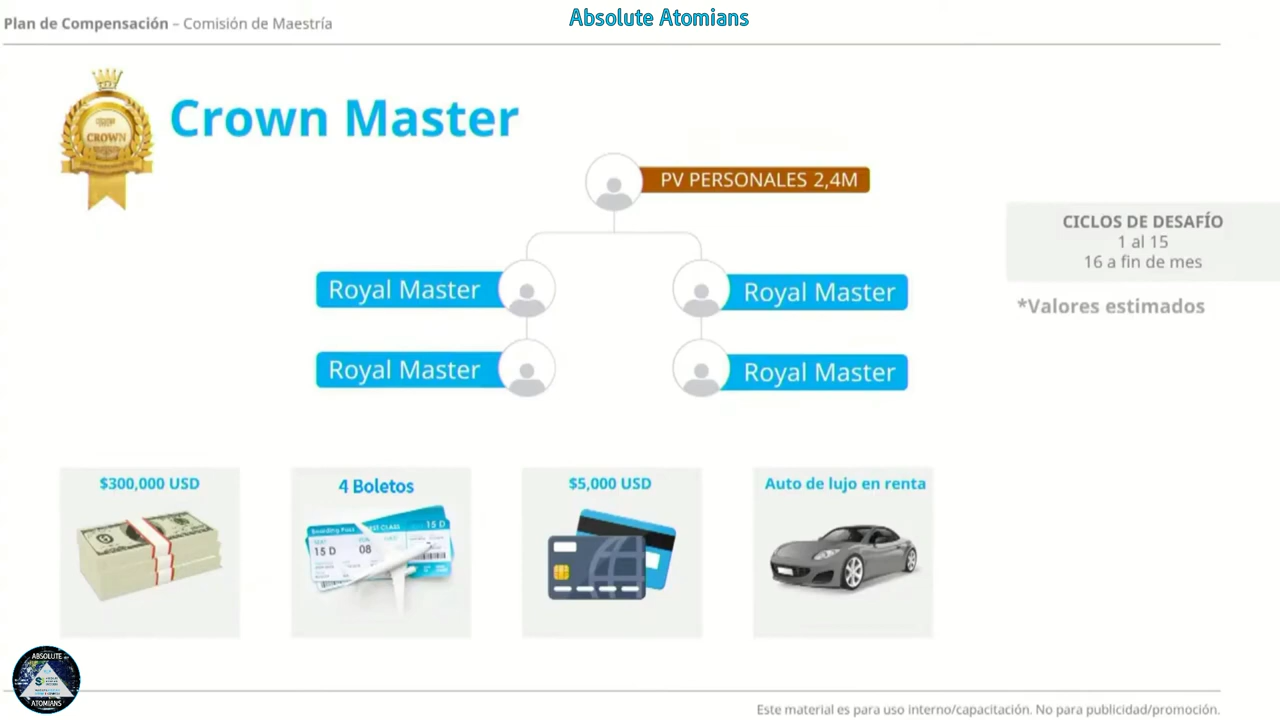 Plan de Compensación – Comisión de Maestría
Absolute Atomians
CROWN
Crown Master
PV PERSONALES 2,4M
CICLOS DE DESAFÍO
1 al 15
16 a fin de mes
*Valores estimados
Royal Master
Royal Master
Royal Master
Royal Master
$300,000 USD
4 Boletos
$5,000 USD
Auto de lujo en renta
Boarding Pass
15 D
15 D
08
ABSOLUTE
ATOMIANS
Este material es para uso interno/capacitación. No para publicidad/promoción.